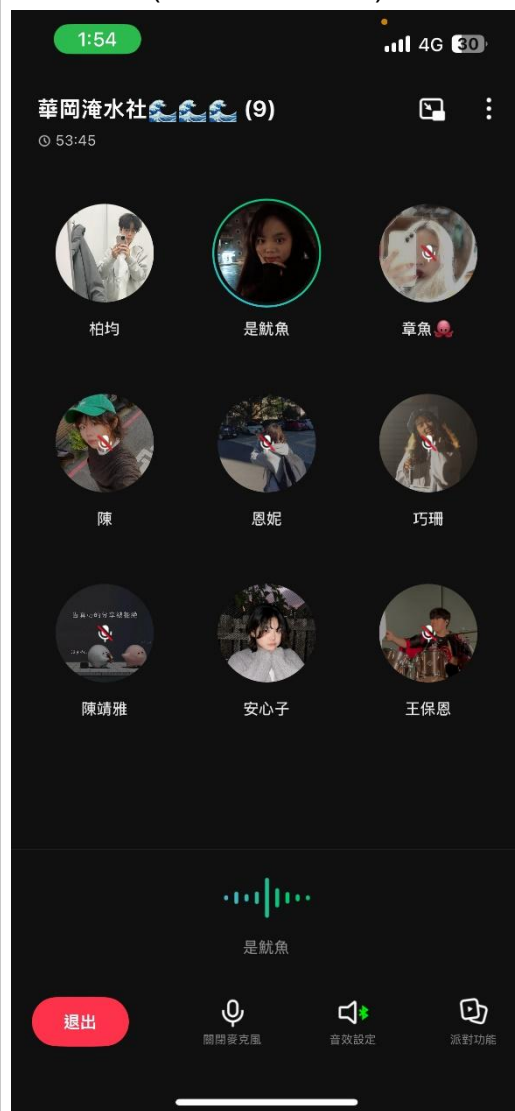 1:54
4G 30
華岡淹水社🌊🌊🌊 (9)
53:45
柏均
是魷魚
章魚🐙
陳
恩妮
巧珊
陳靖雅
安心子
王保恩
是魷魚
退出
關閉麥克風
音效設定
派對功能